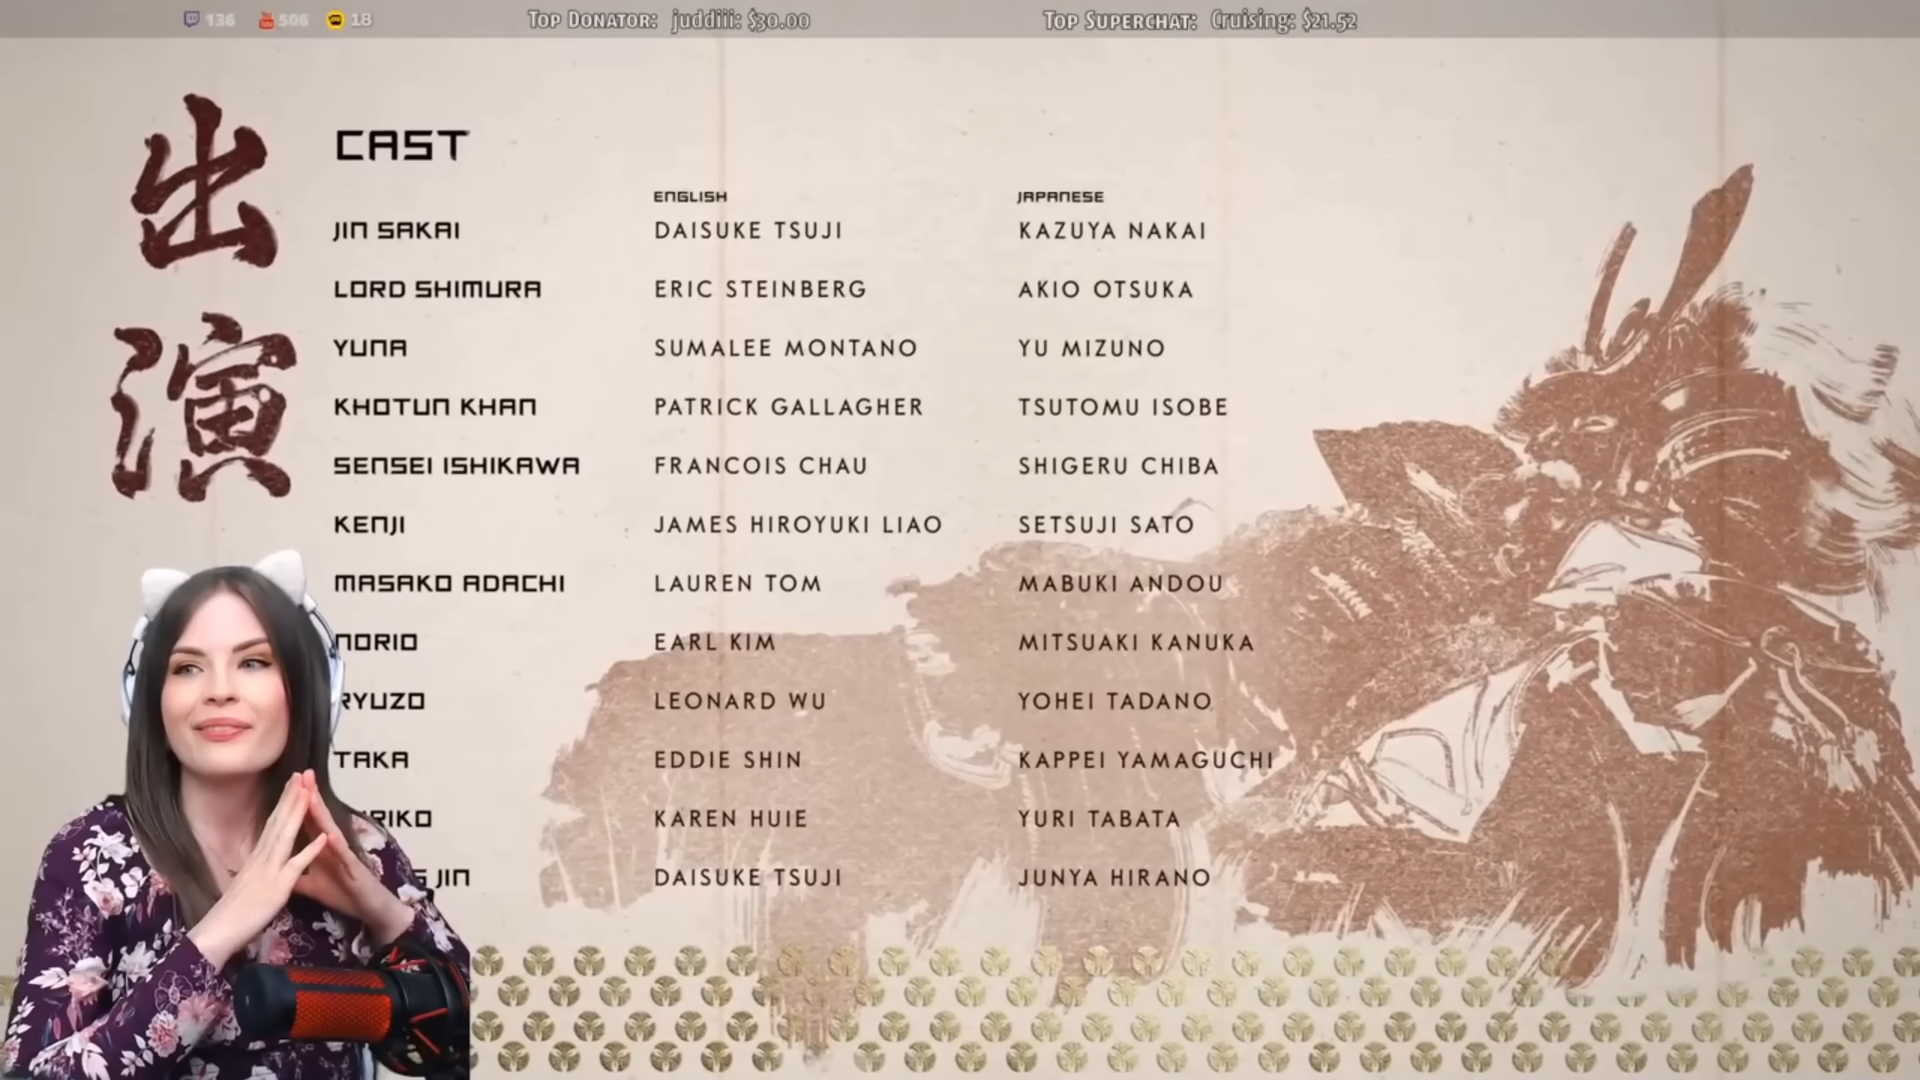 136 506 18 Top Donator: juddiii: $30.00 Top Superchat: Cruising: $21.52
出演
CAST
ENGLISH JAPANESE
JIN SAKAI DAISUKE TSUJI KAZUYA NAKAI
LORD SHIMURA ERIC STEINBERG AKIO OTSUKA
YUNA SUMALEE MONTANO YU MIZUNO
KHOTUN KHAN PATRICK GALLAGHER TSUTOMU ISOBE
SENSEI ISHIKAWA FRANCOIS CHAU SHIGERU CHIBA
KENJI JAMES HIROYUKI LIAO SETSUJI SATO
MASAKO ADACHI LAUREN TOM MABUKI ANDOU
NORIO EARL KIM MITSUAKI KANUKA
RYUZO LEONARD WU YOHEI TADANO
TAKA EDDIE SHIN KAPPEI YAMAGUCHI
KAREN HUIE YURI TABATA
JIN DAISUKE TSUJI JUNYA HIRANO